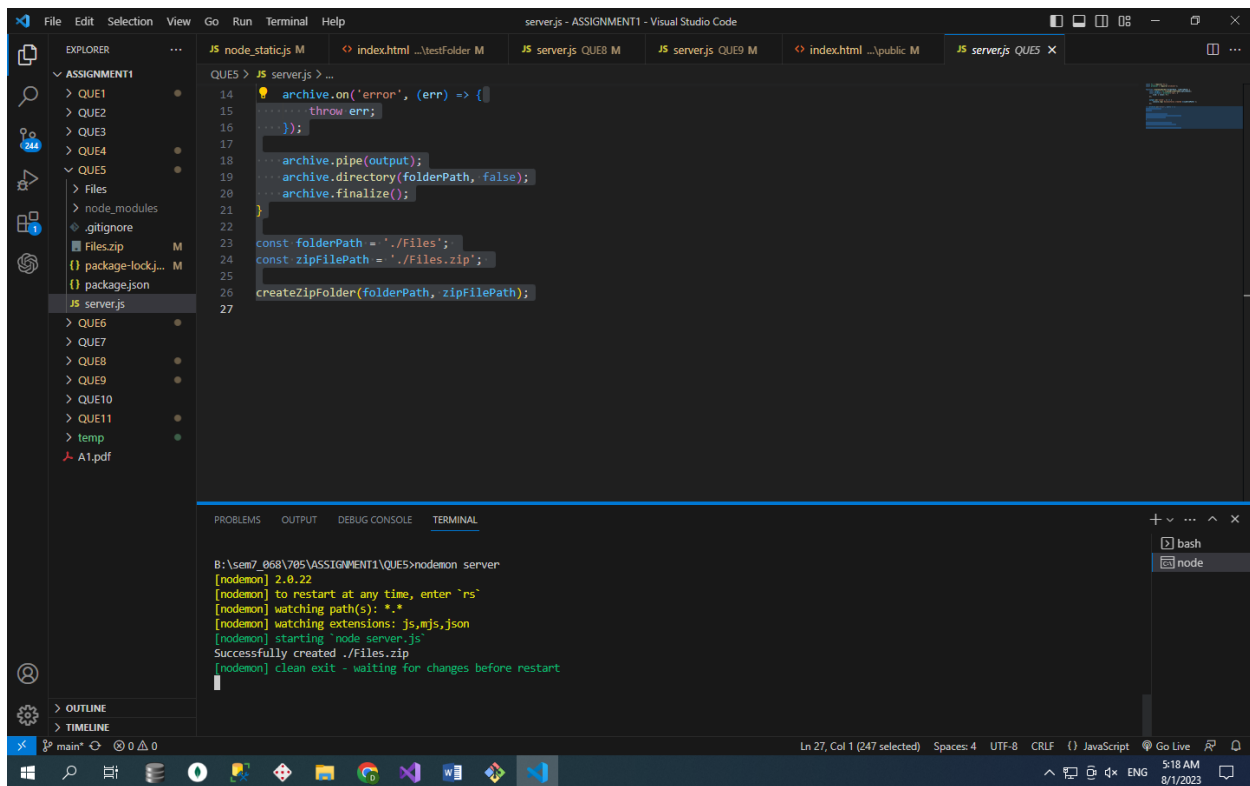 File Edit Selection View Go Run Terminal Help server.js - ASSIGNMENT1 - Visual Studio Code
EXPLORER ... JS node_static.js M <> index.html ...\testFolder M JS server.js QUE8 M JS server.js QUE9 M <> index.html ...\public M JS server.js QUE5
ASSIGNMENT1
QUE1
QUE2
QUE3
QUE4
QUE5
Files
node_modules
.gitignore
Files.zip M
{} package-lock.j... M
{} package.json
JS server.js
QUE6
QUE7
QUE8
QUE9
QUE10
QUE11
temp
A1.pdf
OUTLINE
TIMELINE
244
1
QUE5 > JS server.js > ...
14 archive.on('error', (err) => {
15 throw err;
16 });
17
18 archive.pipe(output);
19 archive.directory(folderPath, false);
20 archive.finalize();
21 }
22
23 const folderPath = './Files';
24 const zipFilePath = './Files.zip';
25
26 createZipFolder(folderPath, zipFilePath);
27
PROBLEMS OUTPUT DEBUG CONSOLE TERMINAL
bash
node
B:\sem7_068\705\ASSIGNMENT1\QUE5>nodemon server
[nodemon] 2.0.22
[nodemon] to restart at any time, enter `rs`
[nodemon] watching path(s): *.*
[nodemon] watching extensions: js,mjs,json
[nodemon] starting `node server.js`
Successfully created ./Files.zip
[nodemon] clean exit - waiting for changes before restart
main* 0 0 Ln 27, Col 1 (247 selected) Spaces: 4 UTF-8 CRLF {} JavaScript Go Live
ENG 5:18 AM
8/1/2023